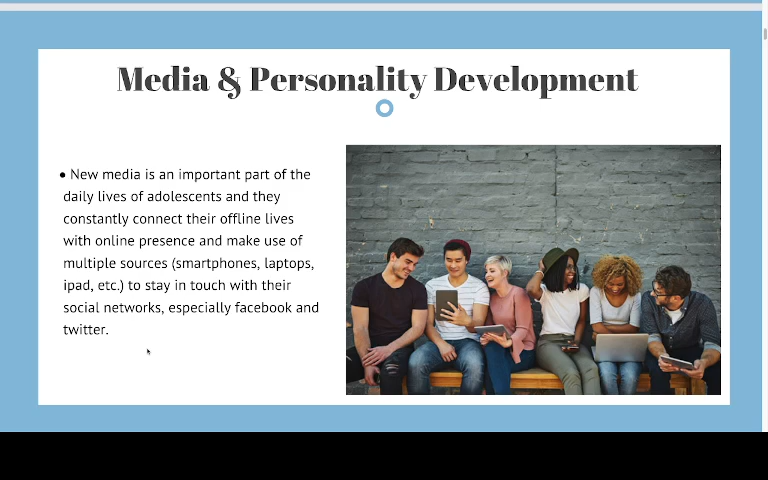 Media & Personality Development
• New media is an important part of the
daily lives of adolescents and they
constantly connect their offline lives
with online presence and make use of
multiple sources (smartphones, laptops,
ipad, etc.) to stay in touch with their
social networks, especially facebook and
twitter.